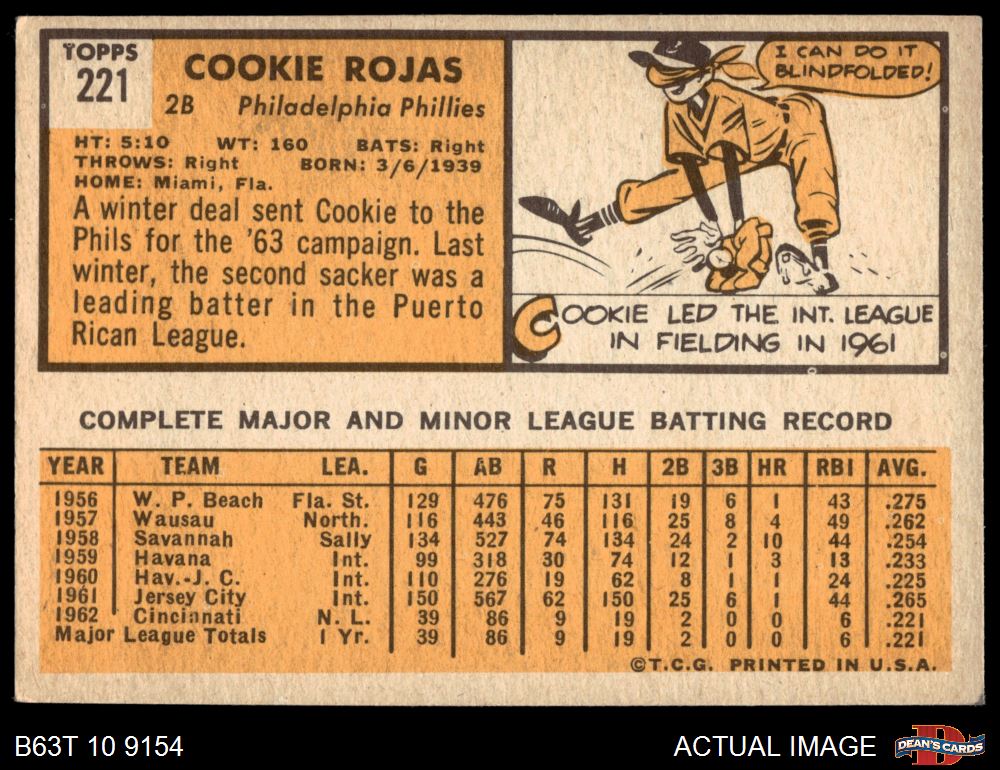 TOPPS
221
COOKIE ROJAS
2B Philadelphia Phillies
HT: 5:10 WT: 160 BATS: Right
THROWS: Right BORN: 3/6/1939
HOME: Miami, Fla.
A winter deal sent Cookie to the
Phils for the '63 campaign. Last
winter, the second sacker was a
leading batter in the Puerto
Rican League.
I CAN DO IT
BLINDFOLDED!
COOKIE LED THE INT. LEAGUE
IN FIELDING IN 1961
COMPLETE MAJOR AND MINOR LEAGUE BATTING RECORD
YEAR TEAM LEA. G AB R H 2B 3B HR RBI AVG.
1956 W. P. Beach Fla. St. 129 476 75 131 19 6 1 43 .275
1957 Wausau North. 116 443 46 116 25 8 4 49 .262
1958 Savannah Sally 134 527 74 134 24 2 10 44 .254
1959 Havana Int. 99 318 30 74 12 1 3 13 .233
1960 Hav.-J. C. Int. 110 276 19 62 8 1 1 24 .225
1961 Jersey City Int. 150 567 62 150 25 6 1 44 .265
1962 Cincinnati N. L. 39 86 9 19 2 0 0 6 .221
Major League Totals 1 Yr. 39 86 9 19 2 0 0 6 .221
©T.C.G. PRINTED IN U.S.A.
B63T 10 9154
ACTUAL IMAGE
DEAN'S CARDS